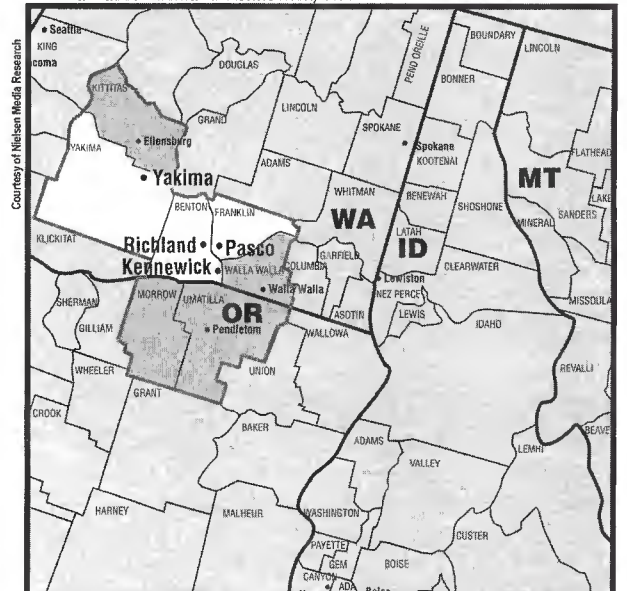 Courtesy of Nielsen Media Research
Seattle
KING
coma
DOUGLAS
PEND OREILLE
BOUNDARY
LINCOLN
BONNER
KITTITAS
LINCOLN
GRAND
SPOKANE
Ellensburg
Spokane
KOOTENAI
YAKIMA
FLATHEAD
ADAMS
Yakima
MT
WHITMAN
BENEWAH
SHOSHONE
LAKE
BENTON
FRANKLIN
SANDERS
MINERAL
WA
LATAH
ID
KLICKITAT
Richland
Pasco
GARFIELD
CLEARWATER
Kennewick
WALLA WALLA
COLUMBIA
Lewiston
Walla Walla
NEZ PERCE
MISSOULA
SHERMAN
MORROW
UMATILLA
OR
ASOTIN
LEWIS
IDAHO
GILLIAM
Pendleton
WALLOWA
WHEELER
UNION
REVALLI
GRANT
CROOK
BAKER
BEAVE
ADAMS
LEMHI
VALLEY
HARNEY
MALHEUR
WASHINGTON
CUSTER
PAYETTE
GEM
BOISE
CANYON
ADA